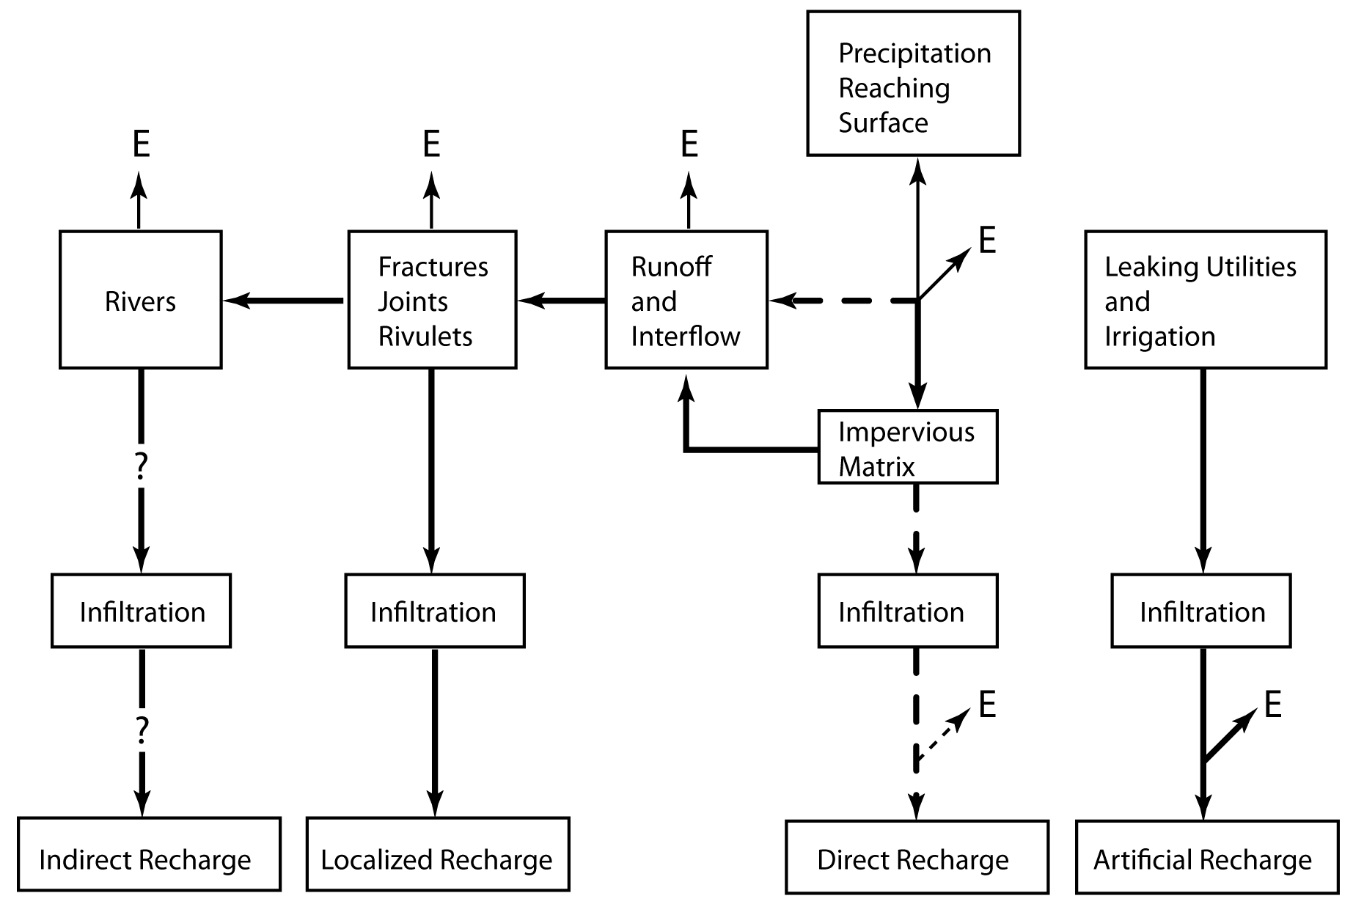 Precipitation
Reaching
Surface
E
E
E
E
Rivers
Fractures
Joints
Rivulets
Runoff
and
Interflow
Leaking Utilities
and
Irrigation
Impervious
Matrix
?
Infiltration
Infiltration
Infiltration
Infiltration
?
E
E
Indirect Recharge
Localized Recharge
Direct Recharge
Artificial Recharge